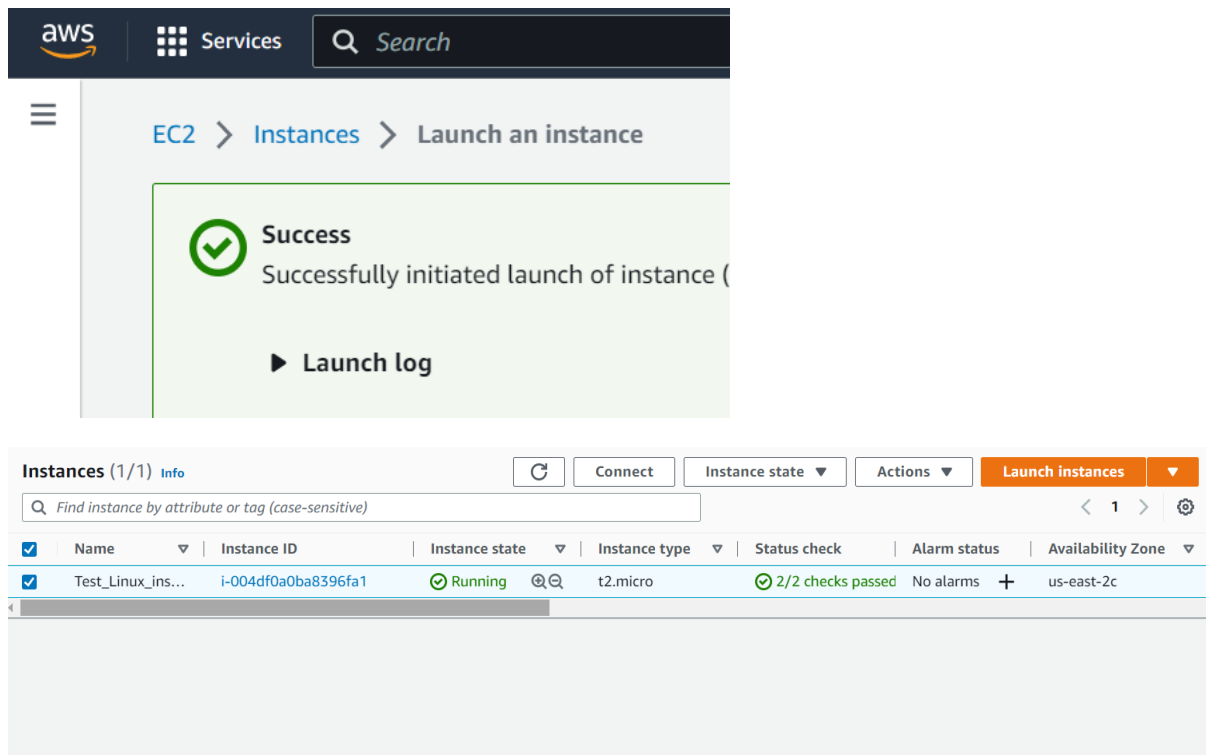 aws Services Search
EC2 > Instances > Launch an instance
Success
Successfully initiated launch of instance (
Launch log
Instances (1/1) Info Connect Instance state Actions Launch instances
Find instance by attribute or tag (case-sensitive) 1
Name Instance ID Instance state Instance type Status check Alarm status Availability Zone
Test_Linux_ins... i-004df0a0ba8396fa1 Running t2.micro 2/2 checks passed No alarms + us-east-2c